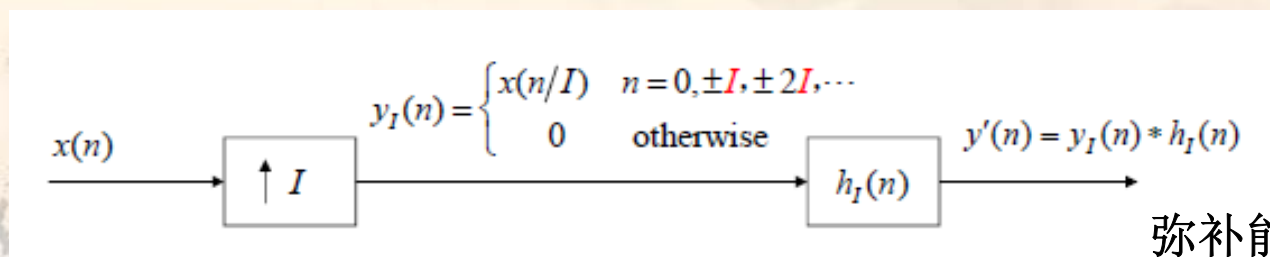 x(n)
↑ I
y_I(n) = { x(n/I) n = 0, ±I, ±2I, ⋯
0 otherwise
h_I(n)
y′(n) = y_I(n) * h_I(n)
弥补